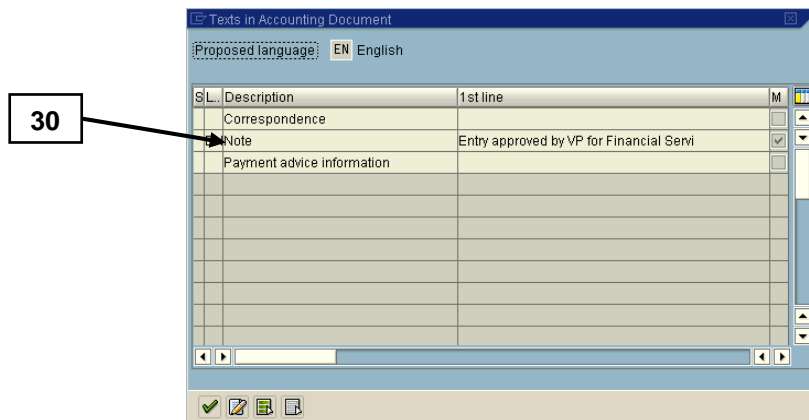 Texts in Accounting Document
Proposed language EN English
S L.. Description 1st line M
Correspondence
30
Note Entry approved by VP for Financial Servi
Payment advice information